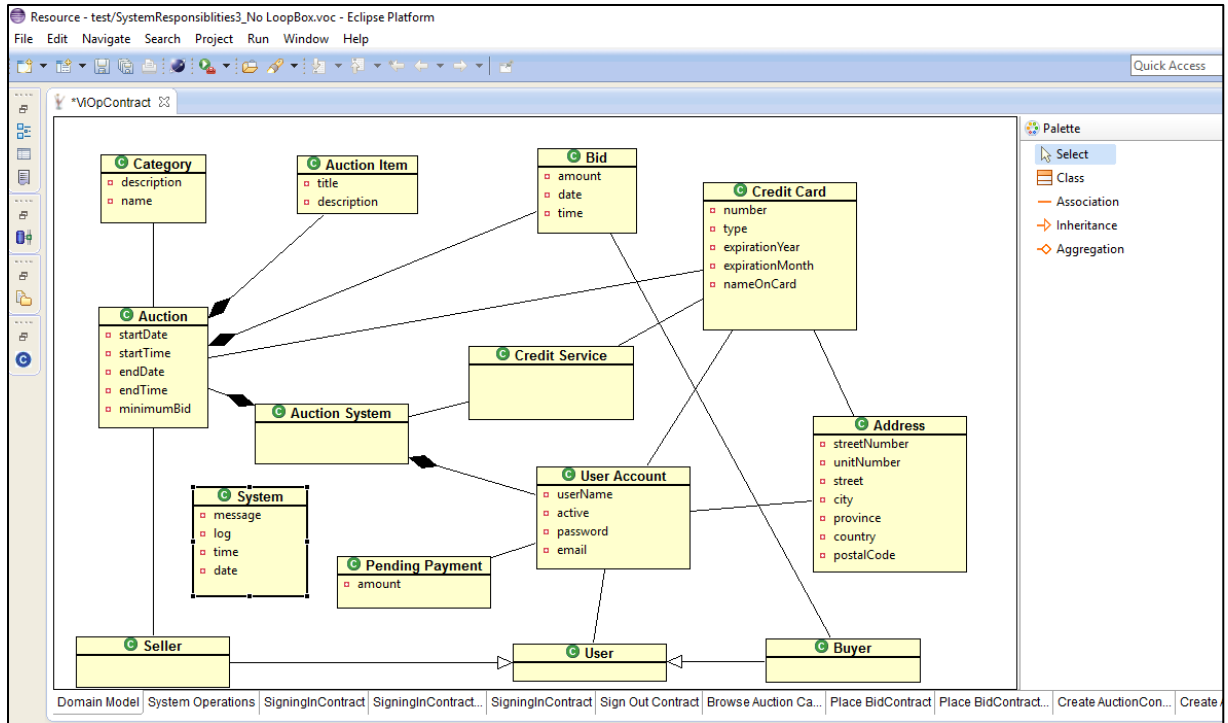 Resource - test/SystemResponsiblities3_No LoopBox.voc - Eclipse Platform
File Edit Navigate Search Project Run Window Help
Quick Access
*ViOpContract
Palette
Select
Class
Association
Inheritance
Aggregation
Category
description
name
Auction Item
title
description
Bid
amount
date
time
Credit Card
number
type
expirationYear
expirationMonth
nameOnCard
Auction
startDate
startTime
endDate
endTime
minimumBid
Credit Service
Auction System
Address
streetNumber
unitNumber
street
city
province
country
postalCode
User Account
userName
active
password
email
System
message
log
time
date
Pending Payment
amount
Seller
User
Buyer
Domain Model System Operations SigningInContract SigningInContract... SigningInContract Sign Out Contract Browse Auction Ca... Place BidContract Place BidContract... Create AuctionCon... Create